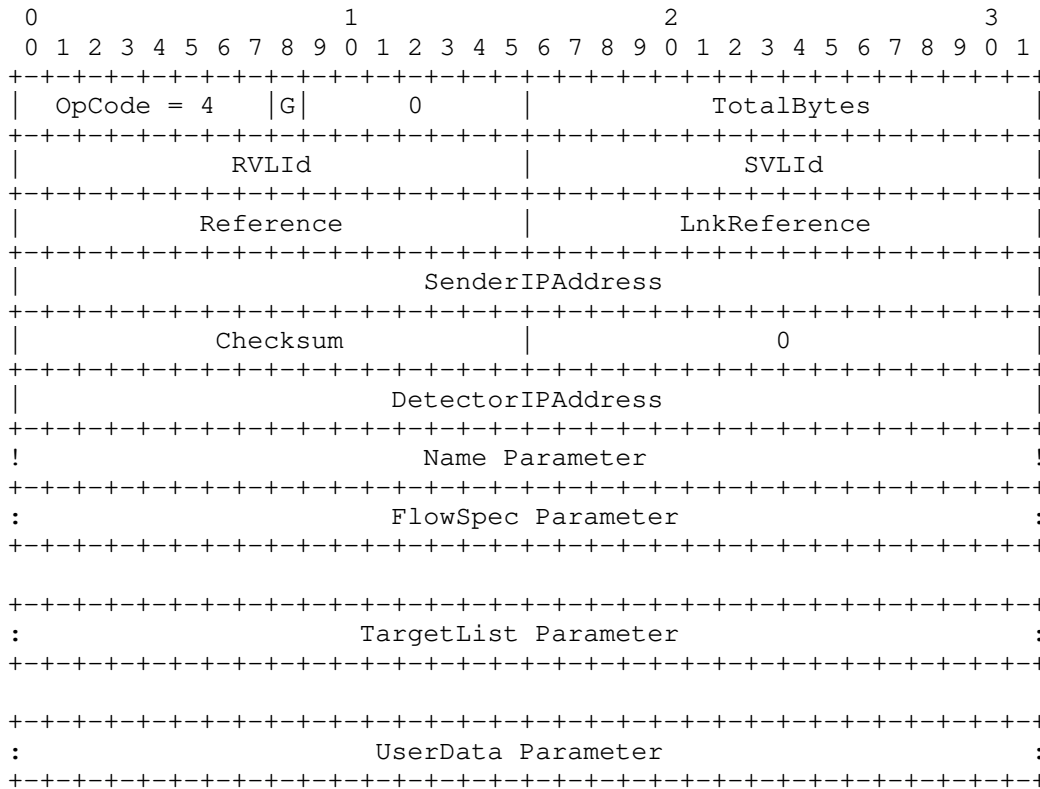 0                   1                   2                   3
 0 1 2 3 4 5 6 7 8 9 0 1 2 3 4 5 6 7 8 9 0 1 2 3 4 5 6 7 8 9 0 1
+-+-+-+-+-+-+-+-+-+-+-+-+-+-+-+-+-+-+-+-+-+-+-+-+-+-+-+-+-+-+-+-+
|  OpCode = 4   |G|      0      |           TotalBytes          |
+-+-+-+-+-+-+-+-+-+-+-+-+-+-+-+-+-+-+-+-+-+-+-+-+-+-+-+-+-+-+-+-+
|             RVLId             |             SVLId             |
+-+-+-+-+-+-+-+-+-+-+-+-+-+-+-+-+-+-+-+-+-+-+-+-+-+-+-+-+-+-+-+-+
|           Reference           |         LnkReference          |
+-+-+-+-+-+-+-+-+-+-+-+-+-+-+-+-+-+-+-+-+-+-+-+-+-+-+-+-+-+-+-+-+
|                         SenderIPAddress                       |
+-+-+-+-+-+-+-+-+-+-+-+-+-+-+-+-+-+-+-+-+-+-+-+-+-+-+-+-+-+-+-+-+
|            Checksum           |               0               |
+-+-+-+-+-+-+-+-+-+-+-+-+-+-+-+-+-+-+-+-+-+-+-+-+-+-+-+-+-+-+-+-+
|                       DetectorIPAddress                       |
+-+-+-+-+-+-+-+-+-+-+-+-+-+-+-+-+-+-+-+-+-+-+-+-+-+-+-+-+-+-+-+-+
!                         Name Parameter                        !
+-+-+-+-+-+-+-+-+-+-+-+-+-+-+-+-+-+-+-+-+-+-+-+-+-+-+-+-+-+-+-+-+
:                       FlowSpec Parameter                      :
+-+-+-+-+-+-+-+-+-+-+-+-+-+-+-+-+-+-+-+-+-+-+-+-+-+-+-+-+-+-+-+-+

+-+-+-+-+-+-+-+-+-+-+-+-+-+-+-+-+-+-+-+-+-+-+-+-+-+-+-+-+-+-+-+-+
:                     TargetList Parameter                      :
+-+-+-+-+-+-+-+-+-+-+-+-+-+-+-+-+-+-+-+-+-+-+-+-+-+-+-+-+-+-+-+-+

+-+-+-+-+-+-+-+-+-+-+-+-+-+-+-+-+-+-+-+-+-+-+-+-+-+-+-+-+-+-+-+-+
:                      UserData Parameter                       :
+-+-+-+-+-+-+-+-+-+-+-+-+-+-+-+-+-+-+-+-+-+-+-+-+-+-+-+-+-+-+-+-+